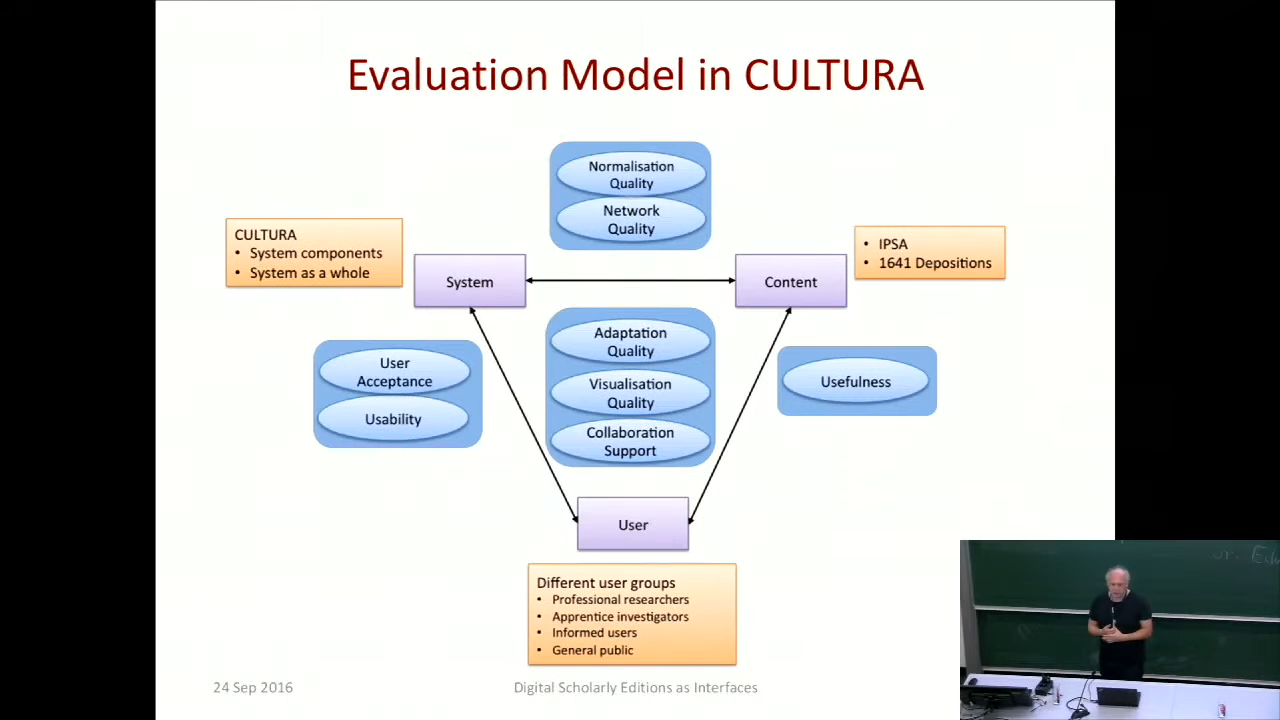 Evaluation Model in CULTURA
Normalisation
Quality
Network
Quality
CULTURA
• System components
• System as a whole
System
Content
• IPSA
• 1641 Depositions
User
Acceptance
Usability
Adaptation
Quality
Visualisation
Quality
Collaboration
Support
Usefulness
User
Different user groups
• Professional researchers
• Apprentice investigators
• Informed users
• General public
24 Sep 2016
Digital Scholarly Editions as Interfaces